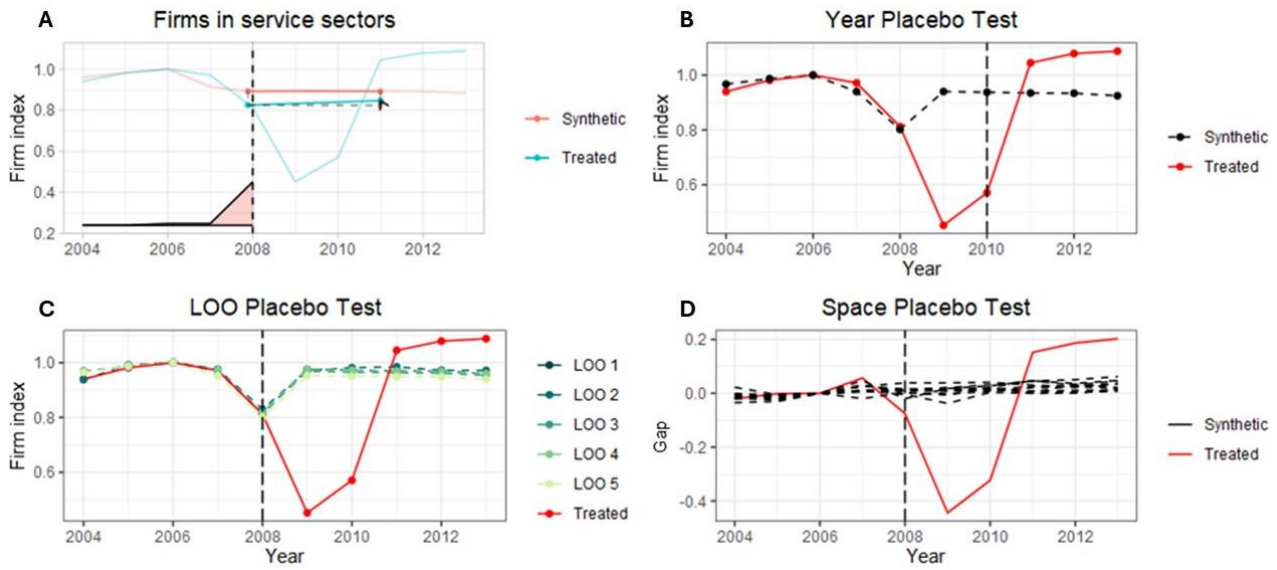 A
Firms in service sectors
Firm index
1.0
0.8
0.6
0.4
0.2
2004 2006 2008 2010 2012
Synthetic
Treated
B
Year Placebo Test
Firm index
1.0
0.8
0.6
2004 2006 2008 2010 2012
Year
Synthetic
Treated
C
LOO Placebo Test
Firm index
1.0
0.8
0.6
2004 2006 2008 2010 2012
Year
LOO 1
LOO 2
LOO 3
LOO 4
LOO 5
Treated
D
Space Placebo Test
Gap
0.2
0.0
-0.2
-0.4
2004 2006 2008 2010 2012
Year
Synthetic
Treated